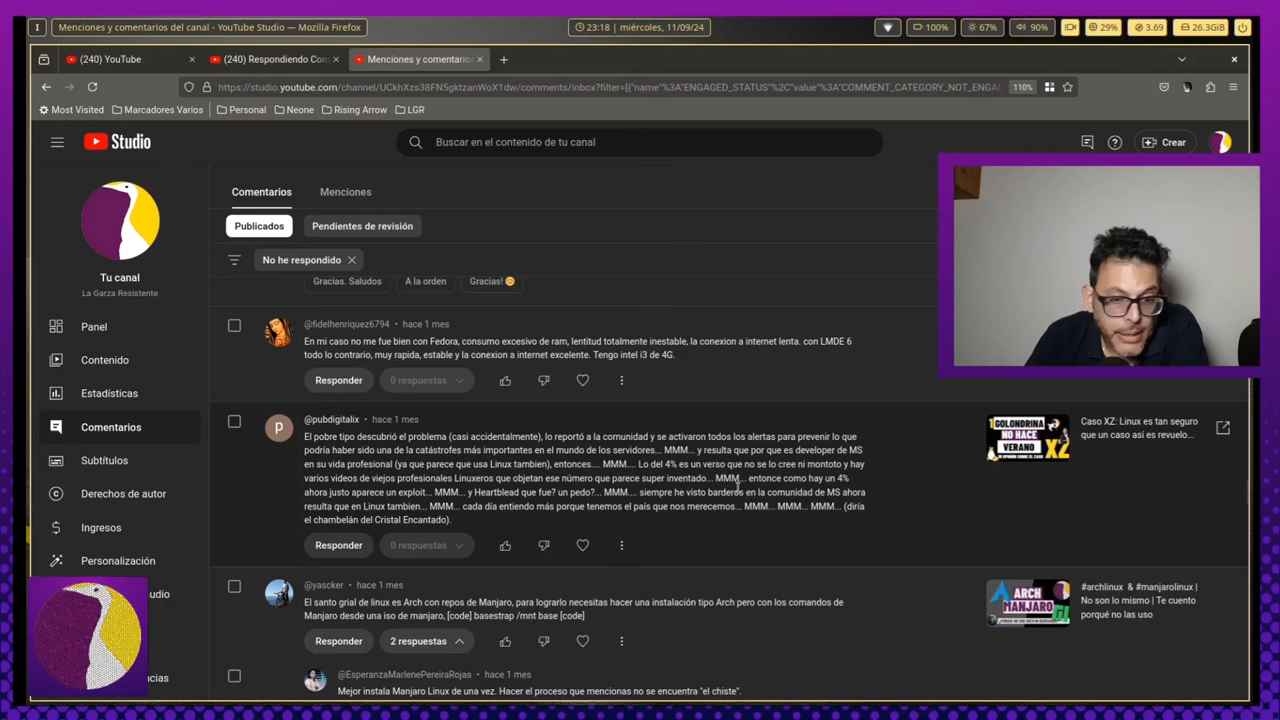 I
Menciones y comentarios del canal - YouTube Studio — Mozilla Firefox
23:18 | miércoles, 11/09/24
100%
67%
90%
29%
3.69
26.3GiB
(240) YouTube
(240) Respondiendo Com
Menciones y comentario
https://studio.youtube.com/channel/UCkhXzs38FN5gktzanWoX1dw/comments/inbox?filter=[{"name"%3A"ENGAGED_STATUS"%2C"value"%3A"COMMENT_CATEGORY_NOT_ENGA
110%
Most Visited
Marcadores Varios
Personal
Neone
Rising Arrow
LGR
Studio
Buscar en el contenido de tu canal
Crear
Tu canal
La Garza Resistente
Panel
Contenido
Estadísticas
Comentarios
Subtítulos
Derechos de autor
Ingresos
Personalización
Comentarios
Menciones
Publicados
Pendientes de revisión
No he respondido
Gracias. Saludos
A la orden
Gracias!
@fidelhenriquez6794 • hace 1 mes
En mi caso no me fue bien con Fedora, consumo excesivo de ram, lentitud totalmente inestable, la conexion a internet lenta. con LMDE 6
todo lo contrario, muy rapida, estable y la conexion a internet excelente. Tengo intel i3 de 4G.
Responder
0 respuestas
@pubdigitalix • hace 1 mes
El pobre tipo descubrió el problema (casi accidentalmente), lo reportó a la comunidad y se activaron todos los alertas para prevenir lo que
podría haber sido una de la catástrofes más importantes en el mundo de los servidores... MMM... y resulta què por que es developer de MS
en su vida profesional (ya que parece que usa Linux tambien), entonces.... MMM.... Lo del 4% es un verso que no se lo cree ni montoto y hay
varios videos de viejos profesionales Linuxeros que objetan ese número que parece super inventado... MMM... entonce como hay un 4%
ahora justo aparece un exploit... MMM... y Heartblead que fue? un pedo?... MMM.... siempre he visto barderos en la comunidad de MS ahora
resulta que en Linux tambien... MMM... cada día entiendo más porque tenemos el país que nos merecemos... MMM... MMM... MMM... (diría
el chambelán del Cristal Encantado).
Responder
0 respuestas
P
GOLONDRINA
NO HACE
VERANO
XZ
Caso XZ: Linux es tan seguro
que un caso así es revuelo...
@yascker • hace 1 mes
El santo grial de linux es Arch con repos de Manjaro, para lograrlo necesitas hacer una instalación tipo Arch pero con los comandos de
Manjaro desde una iso de manjaro, [code] basestrap /mnt base [code]
Responder
2 respuestas
ARCH
MANJARO
#archlinux & #manjarolinux |
No son lo mismo | Te cuento
porqué no las uso
@EsperanzaMarlenePereiraRojas • hace 1 mes
Mejor instala Manjaro Linux de una vez. Hacer el proceso que mencionas no se encuentra "el chiste".